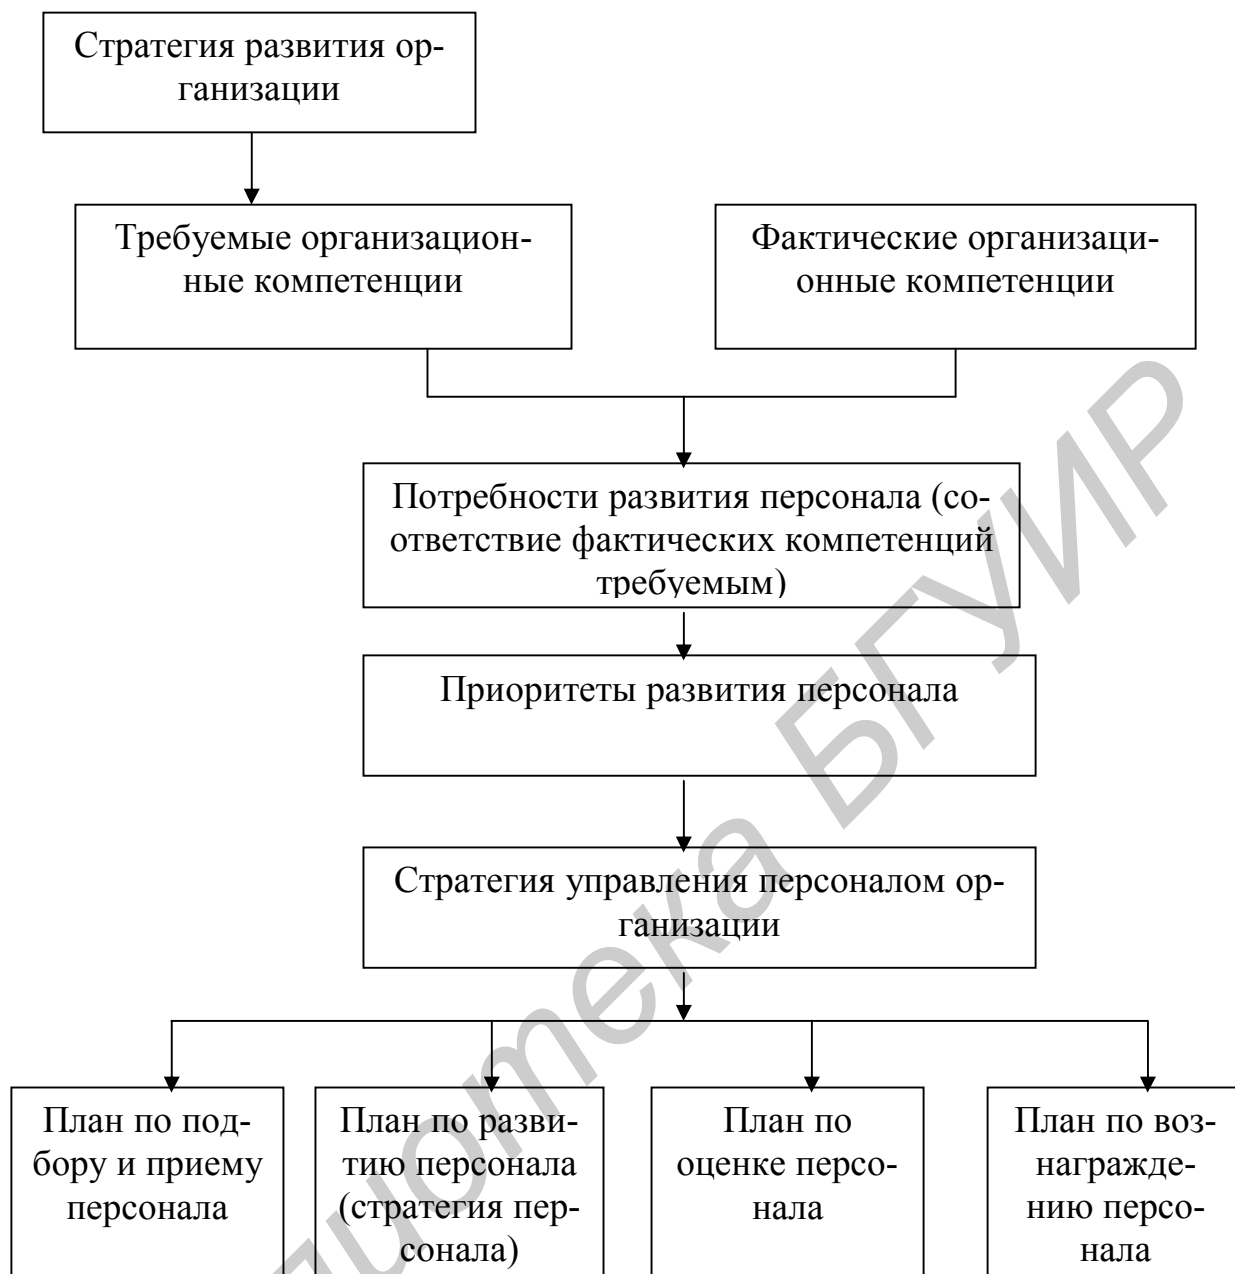 Стратегия развития ор-
ганизации
Требуемые организацион-
ные компетенции
Фактические организаци-
онные компетенции
Потребности развития персонала (со-
ответствие фактических компетенций
требуемым)
Приоритеты развития персонала
Стратегия управления персоналом ор-
ганизации
План по под-
бору и приему
персонала
План по разви-
тию персонала
(стратегия пер-
сонала)
План по
оценке персо-
нала
План по воз-
награжде-
нию персо-
нала
лиотека БГУИР